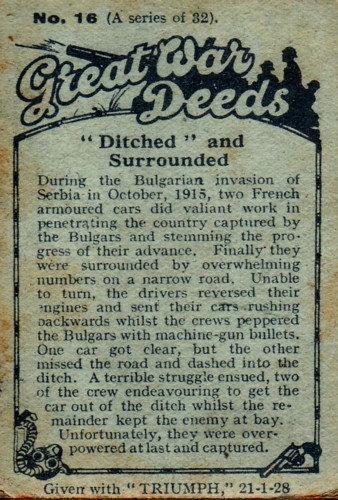 No. 16 (A series of 32).
Great War
Deeds
"Ditched" and
Surrounded
During the Bulgarian invasion of
Serbia in October, 1915, two French
armoured cars did valiant work in
penetrating the country captured by
the Bulgars and stemming the pro-
gress of their advance. Finally they
were surrounded by overwhelming
numbers on a narrow road. Unable
to turn, the drivers reversed their
engines and sent their cars rushing
backwards whilst the crews peppered
the Bulgars with machine-gun bullets.
One car got clear, but the other
missed the road and dashed into the
ditch. A terrible struggle ensued, two
of the crew endeavouring to get the
car out of the ditch whilst the re-
mainder kept the enemy at bay.
Unfortunately, they were over-
powered at last and captured.
Given with "TRIUMPH," 21-1-28